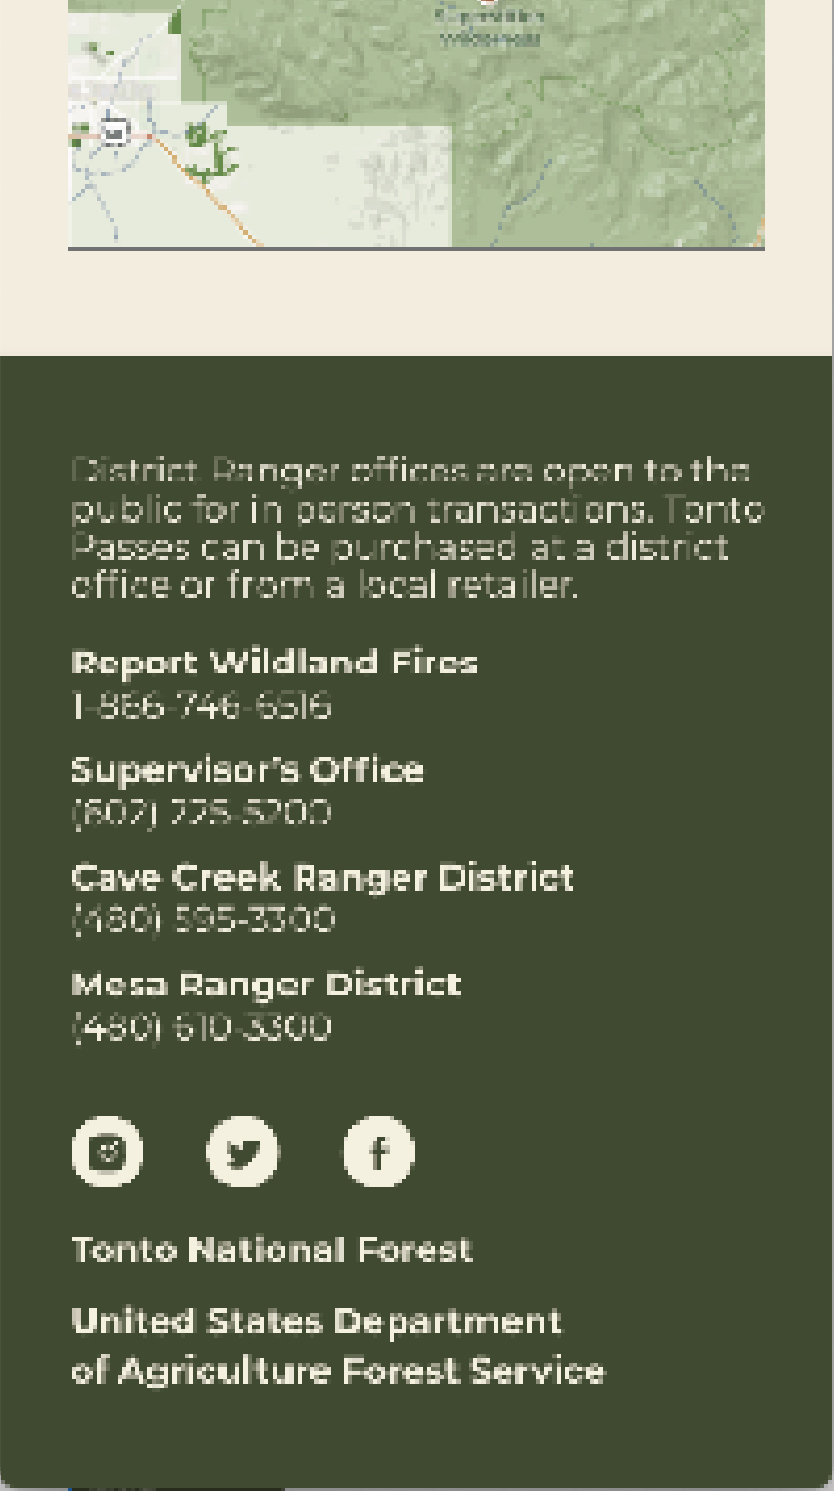 Superstition
Wilderness
District Ranger offices are open to the
public for in person transactions. Tonto
Passes can be purchased at a district
office or from a local retailer.
Report Wildland Fires
1-866-746-6516
Supervisor's Office
(602) 225-5200
Cave Creek Ranger District
(480) 595-3300
Mesa Ranger District
(480) 610-3300
Tonto National Forest
United States Department
of Agriculture Forest Service